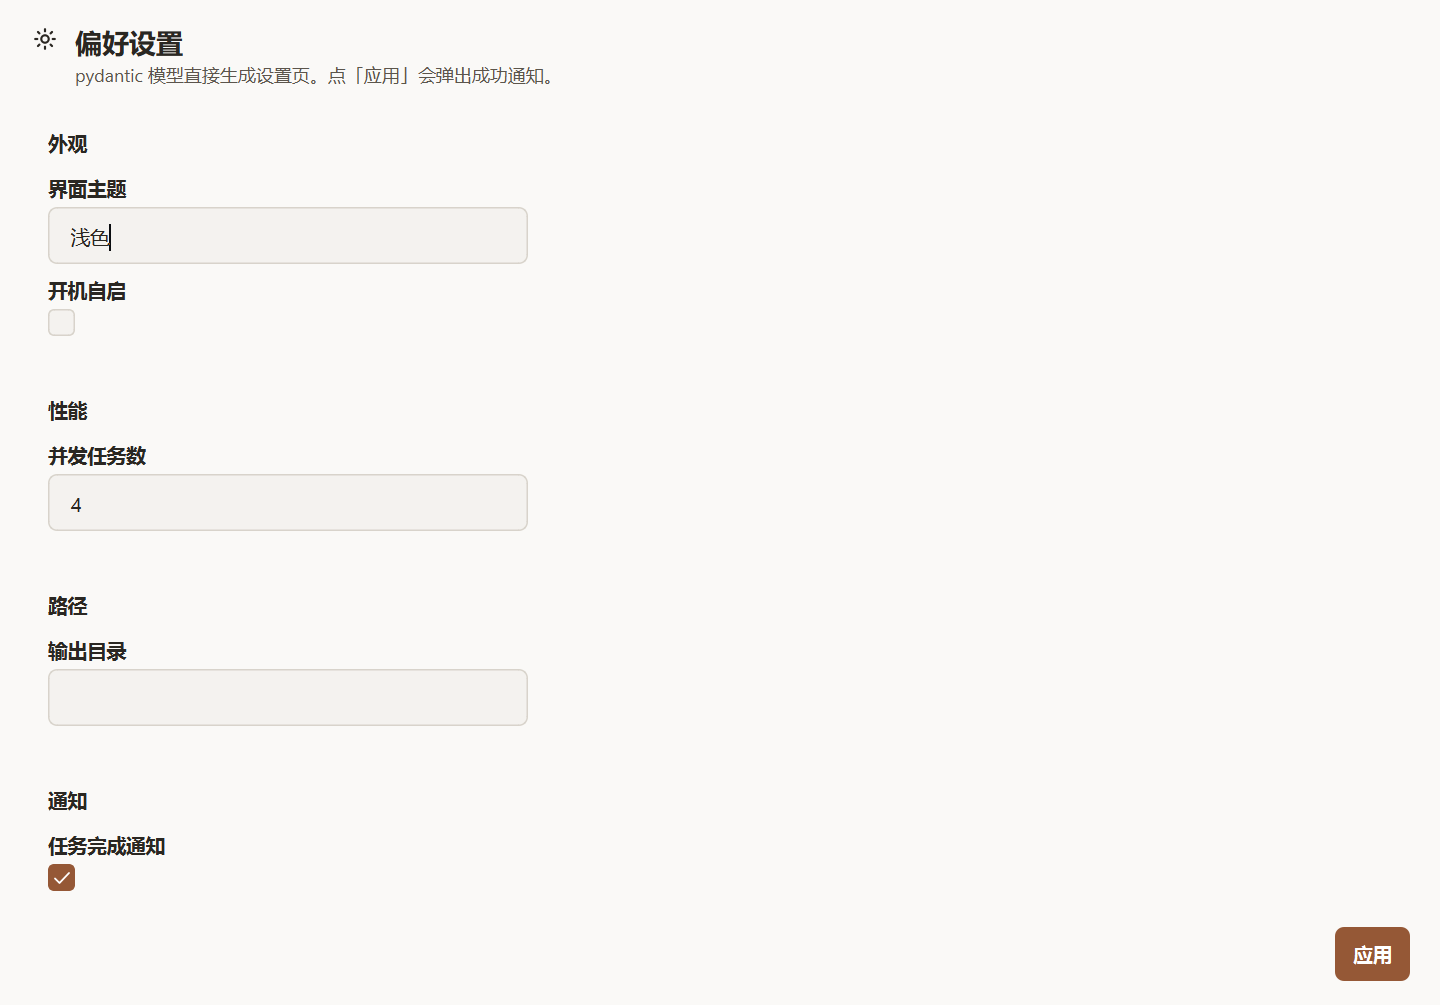 偏好设置
pydantic 模型直接生成设置页。点「应用」会弹出成功通知。
外观
界面主题
浅色
开机自启
性能
并发任务数
4
路径
输出目录
通知
任务完成通知
应用